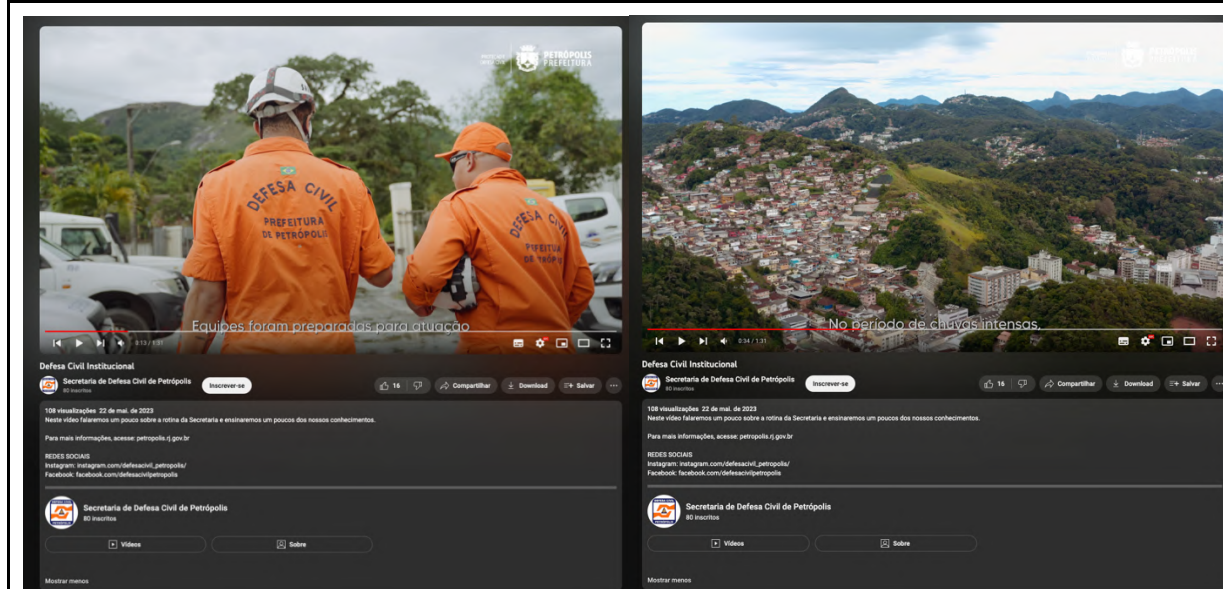 PETRÓPOLIS
PREFEITURA
DEFESA CIVIL
PREFEITURA
DE PETRÓPOLIS
DEFESA CIVIL
Equipes foram preparadas para atuação
0:13 / 1:31
Defesa Civil Institucional
Secretaria de Defesa Civil de Petrópolis
80 inscritos
Inscrever-se
16
Compartilhar
Download
Salvar
108 visualizações 22 de mai. de 2023
Neste vídeo falaremos um pouco sobre a rotina da Secretaria e ensinaremos um poucos dos nossos conhecimentos.
Para mais informações, acesse: petropolis.rj.gov.br
REDES SOCIAIS
Instagram: instagram.com/defesacivil_petropolis/
Facebook: facebook.com/defesacivilpetropolis
Secretaria de Defesa Civil de Petrópolis
80 inscritos
Vídeos
Sobre
Mostrar menos
PETRÓPOLIS
PREFEITURA
No período de chuvas intensas,
0:34 / 1:31
Defesa Civil Institucional
Secretaria de Defesa Civil de Petrópolis
80 inscritos
Inscrever-se
16
Compartilhar
Download
Salvar
108 visualizações 22 de mai. de 2023
Neste vídeo falaremos um pouco sobre a rotina da Secretaria e ensinaremos um poucos dos nossos conhecimentos.
Para mais informações, acesse: petropolis.rj.gov.br
REDES SOCIAIS
Instagram: instagram.com/defesacivil_petropolis/
Facebook: facebook.com/defesacivilpetropolis
Secretaria de Defesa Civil de Petrópolis
80 inscritos
Vídeos
Sobre
Mostrar menos